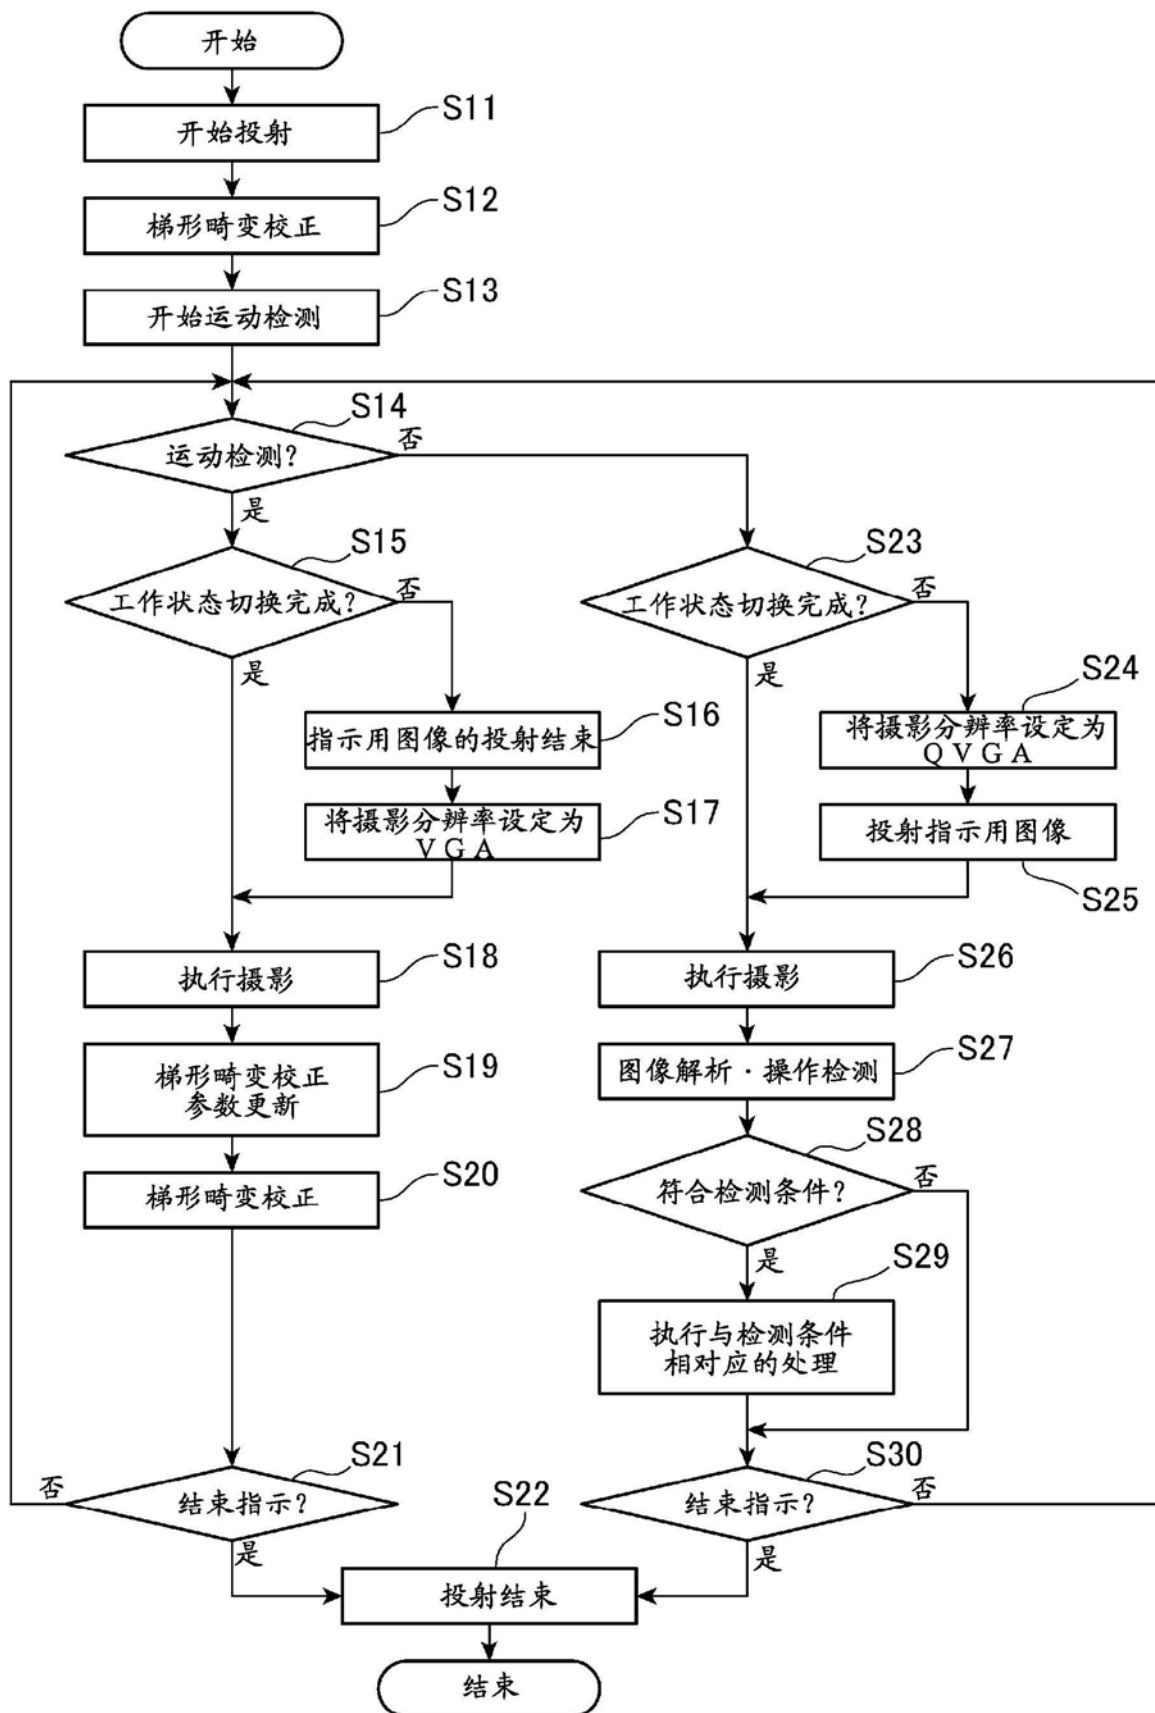 开始
S11
开始投射
S12
梯形畸变校正
S13
开始运动检测
S14
运动检测？
否
是
S15
工作状态切换完成？
否
是
S16
指示用图像的投射结束
S17
将摄影分辨率设定为
VGA
S18
执行摄影
S19
梯形畸变校正
参数更新
S20
梯形畸变校正
S21
结束指示？
否
是
S22
投射结束
结束
S23
工作状态切换完成？
否
是
S24
将摄影分辨率设定为
QVGA
投射指示用图像
S25
S26
执行摄影
S27
图像解析·操作检测
S28
符合检测条件？
否
是
S29
执行与检测条件
相对应的处理
S30
结束指示？
否
是